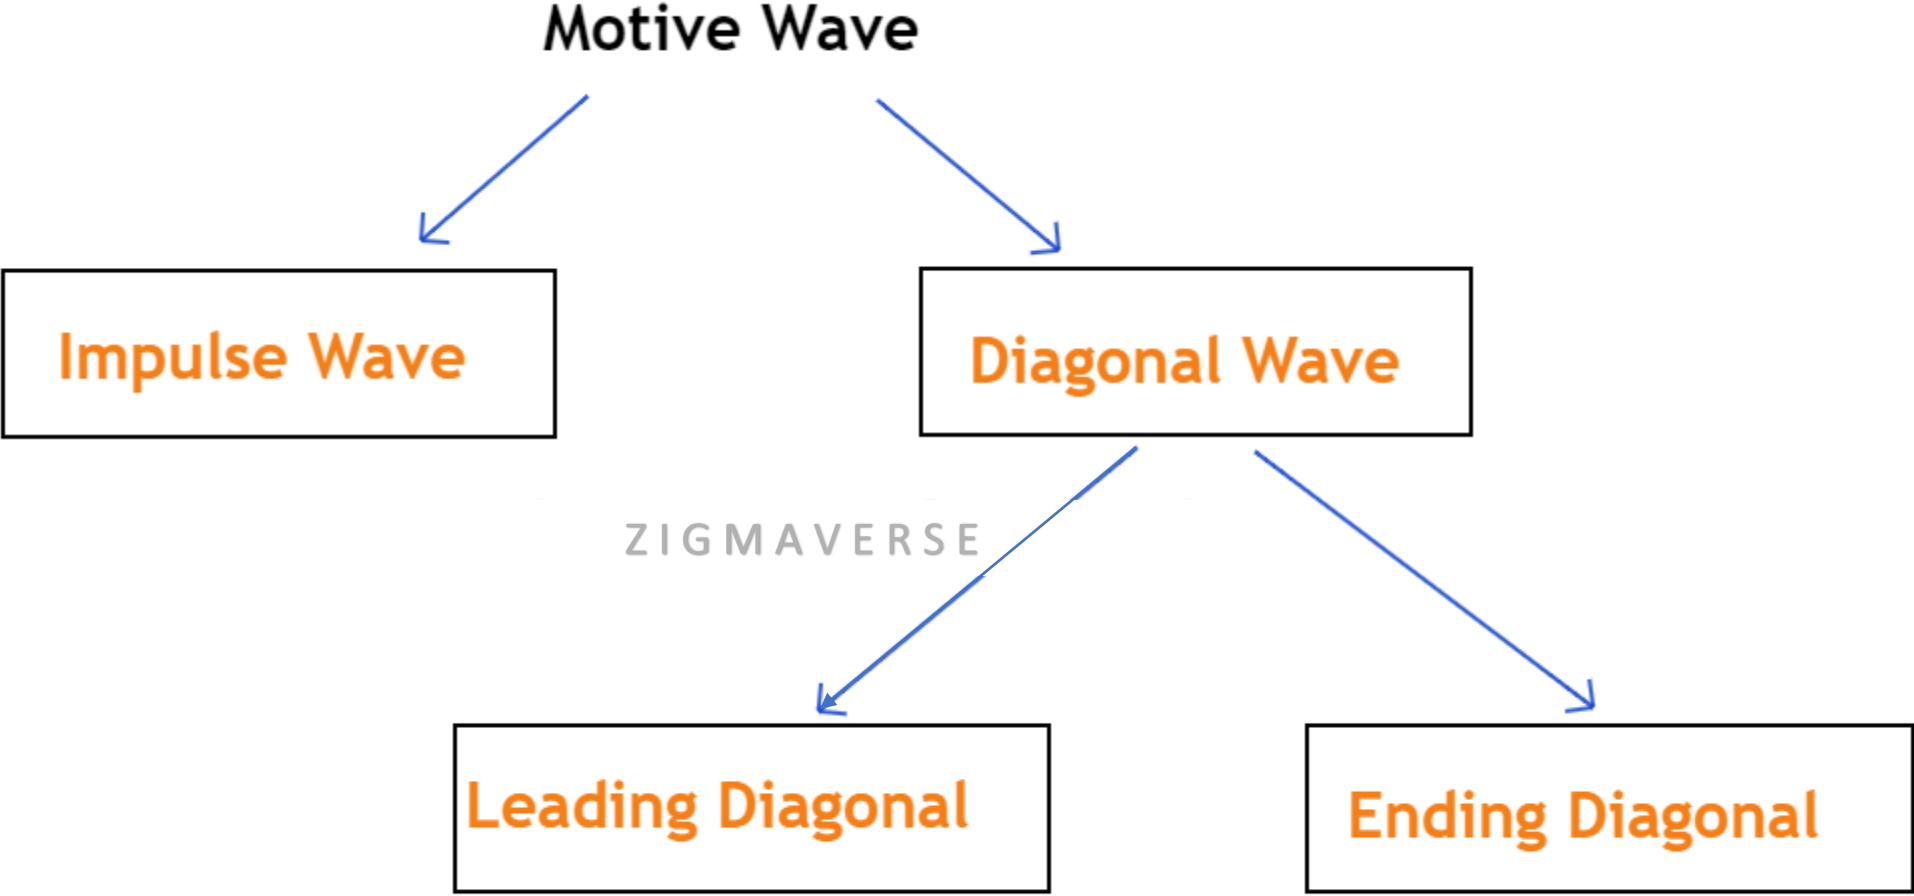 Motive Wave
Impulse Wave
Diagonal Wave
ZIGMAVERSE
Leading Diagonal
Ending Diagonal